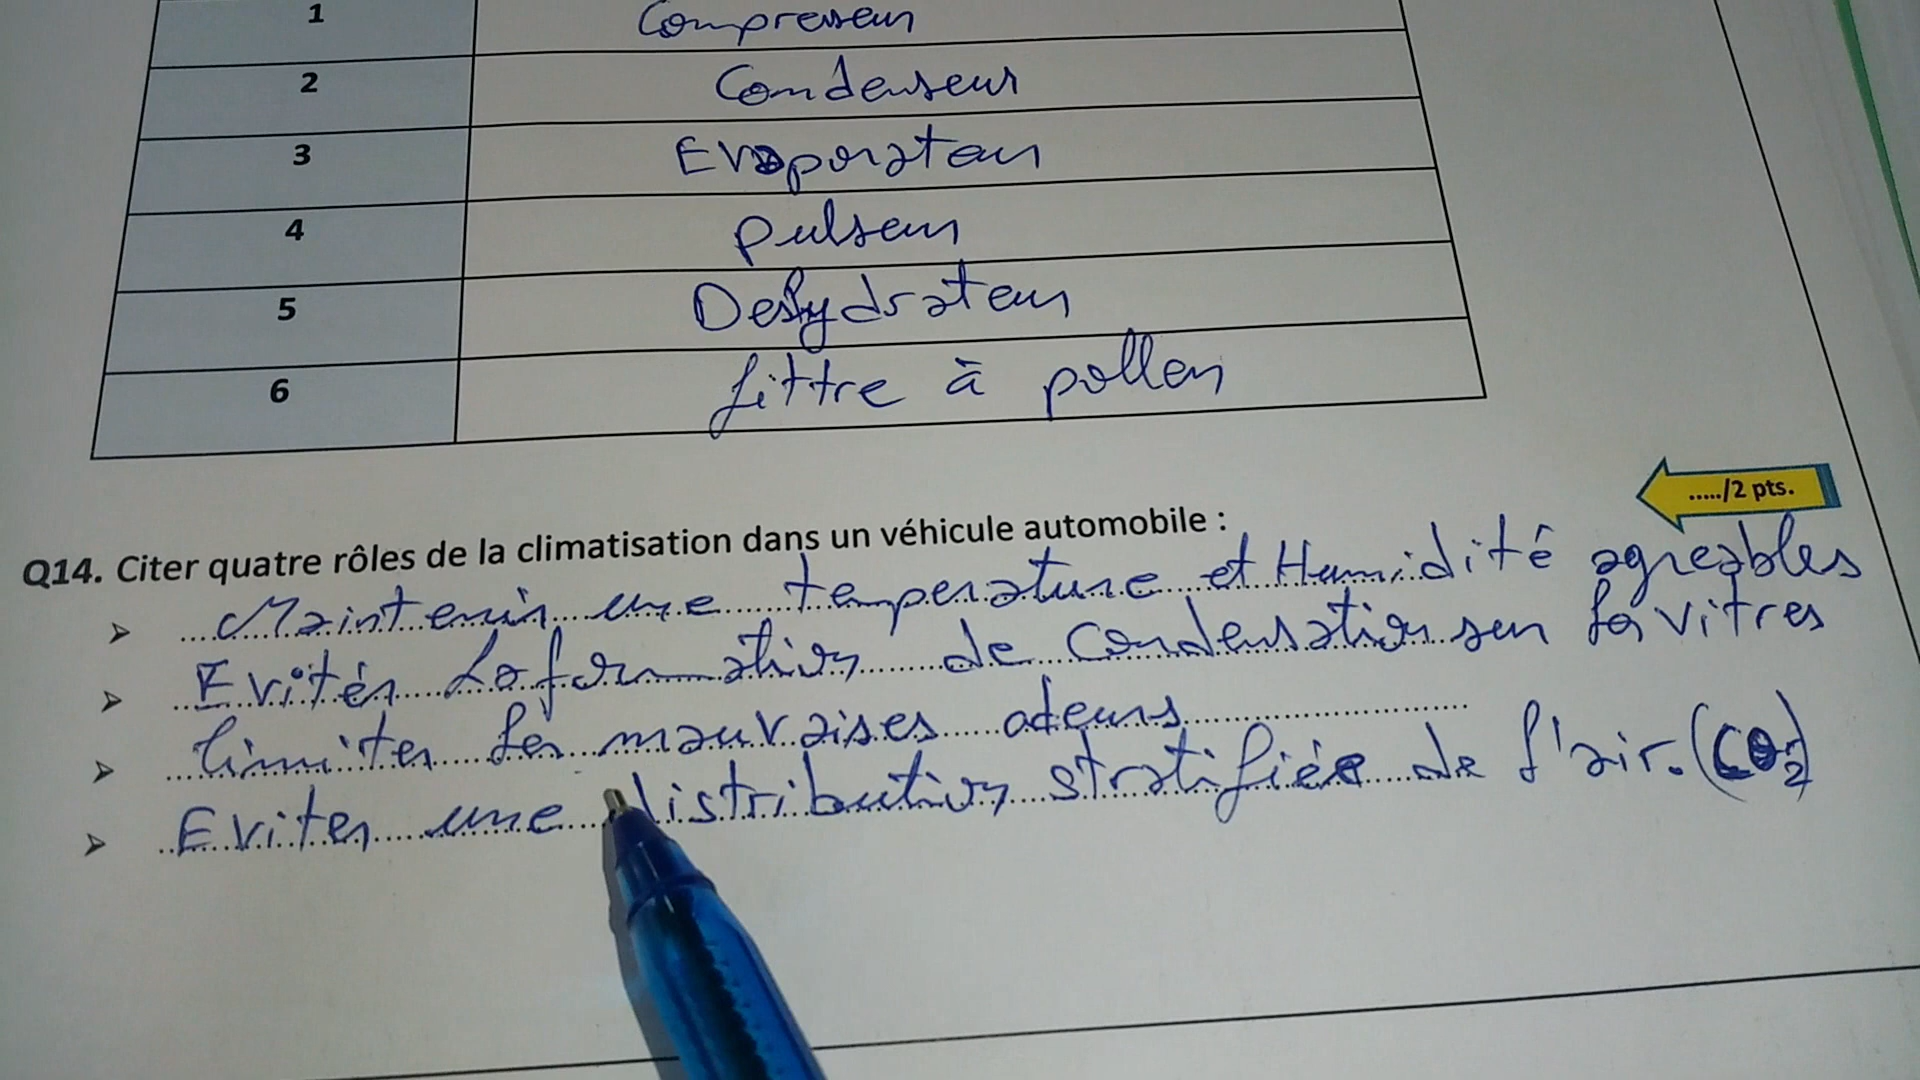 1 Compresseur
2 Condenseur
3 Evaporateur
4 pulseur
5 Deshydrateur
6 filtre à pollen
...../2 pts.
Q14. Citer quatre rôles de la climatisation dans un véhicule automobile :
➢ Maintenir une temperature et Humidité agreables
➢ Evitér la formation de Condensation sur les vitres
➢ limiter les mauvaises odeurs
➢ Eviter une distribution stratifiée de l'air. (CO2)